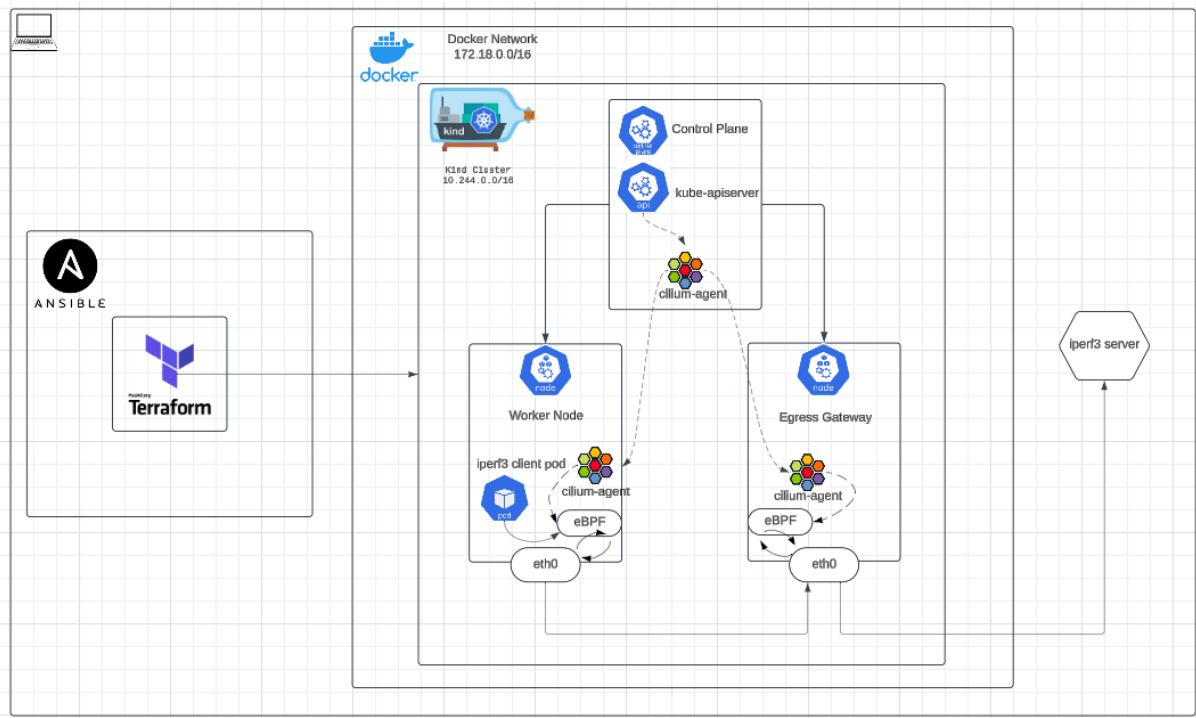 Docker Network
172.18.0.0/16
docker
kind
Kind Cluster
10.244.0.0/16
Control Plane
kube-apiserver
api
cilium-agent
ANSIBLE
HashiCorp
Terraform
node
Worker Node
iperf3 client pod
cilium-agent
pod
eBPF
eth0
node
Egress Gateway
cilium-agent
eBPF
eth0
iperf3 server